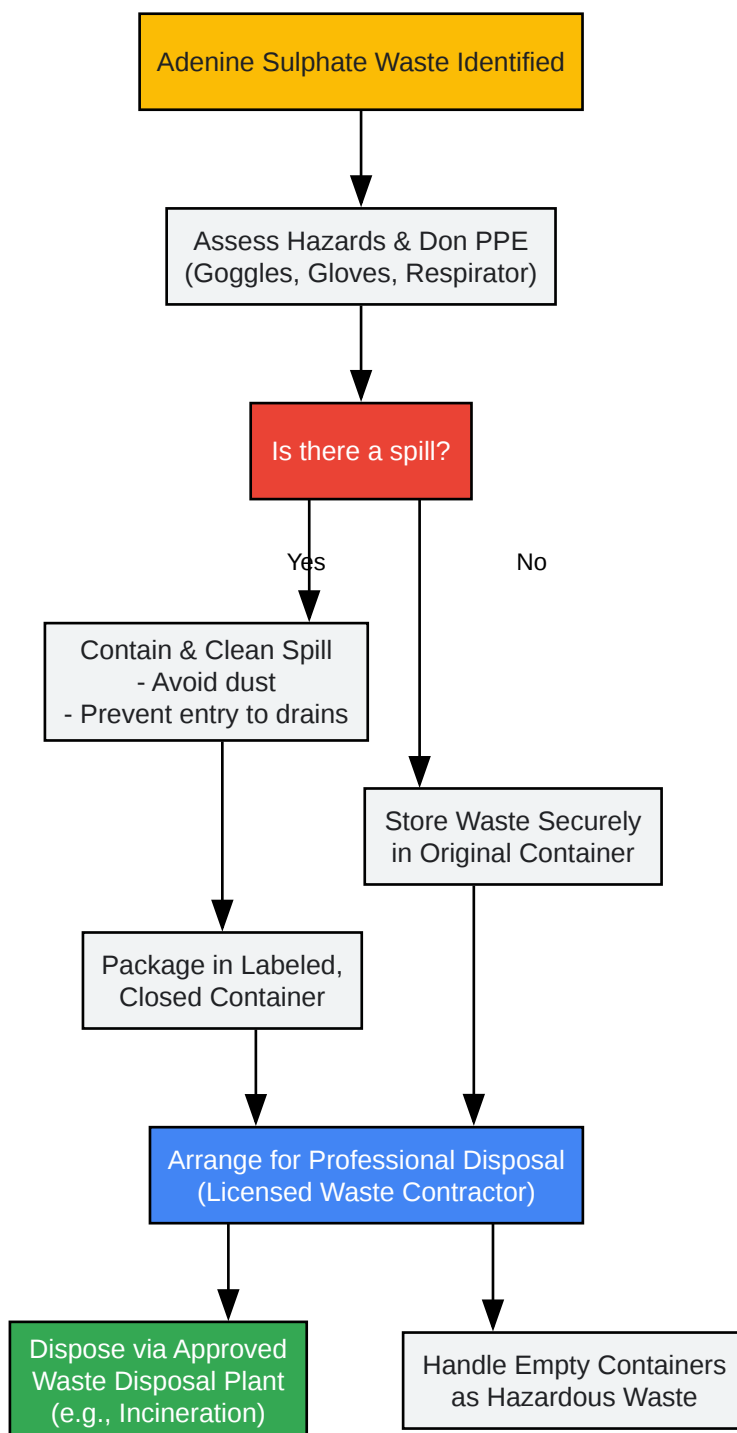 Adenine Sulphate Waste Identified
Assess Hazards & Don PPE
(Goggles, Gloves, Respirator)
Is there a spill?
Yes
No
Contain & Clean Spill
- Avoid dust
- Prevent entry to drains
Store Waste Securely
in Original Container
Package in Labeled,
Closed Container
Arrange for Professional Disposal
(Licensed Waste Contractor)
Dispose via Approved
Waste Disposal Plant
(e.g., Incineration)
Handle Empty Containers
as Hazardous Waste